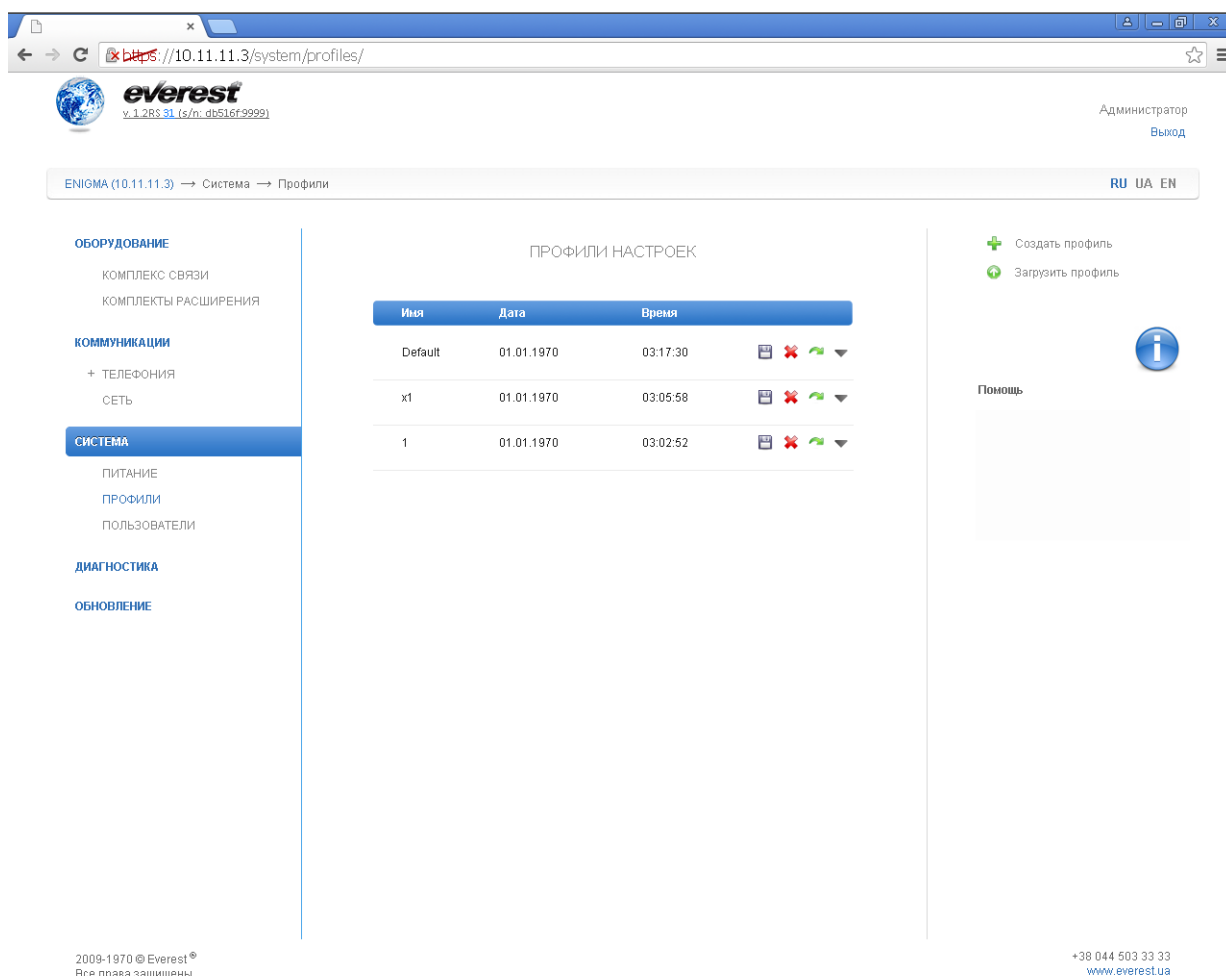 https://10.11.11.3/system/profiles/
everest
v. 1.2RS 31 (s/n: db516f:9999)
Администратор
Выход
ENIGMA (10.11.11.3) → Система → Профили
RU UA EN
ОБОРУДОВАНИЕ
КОМПЛЕКС СВЯЗИ
КОМПЛЕКТЫ РАСШИРЕНИЯ
КОММУНИКАЦИИ
+ ТЕЛЕФОНИЯ
СЕТЬ
СИСТЕМА
ПИТАНИЕ
ПРОФИЛИ
ПОЛЬЗОВАТЕЛИ
ДИАГНОСТИКА
ОБНОВЛЕНИЕ
ПРОФИЛИ НАСТРОЕК
Имя Дата Время
Default 01.01.1970 03:17:30
x1 01.01.1970 03:05:58
1 01.01.1970 03:02:52
Создать профиль
Загрузить профиль
Помощь
2009-1970 © Everest ®
Все права защищены
+38 044 503 33 33
www.everest.ua